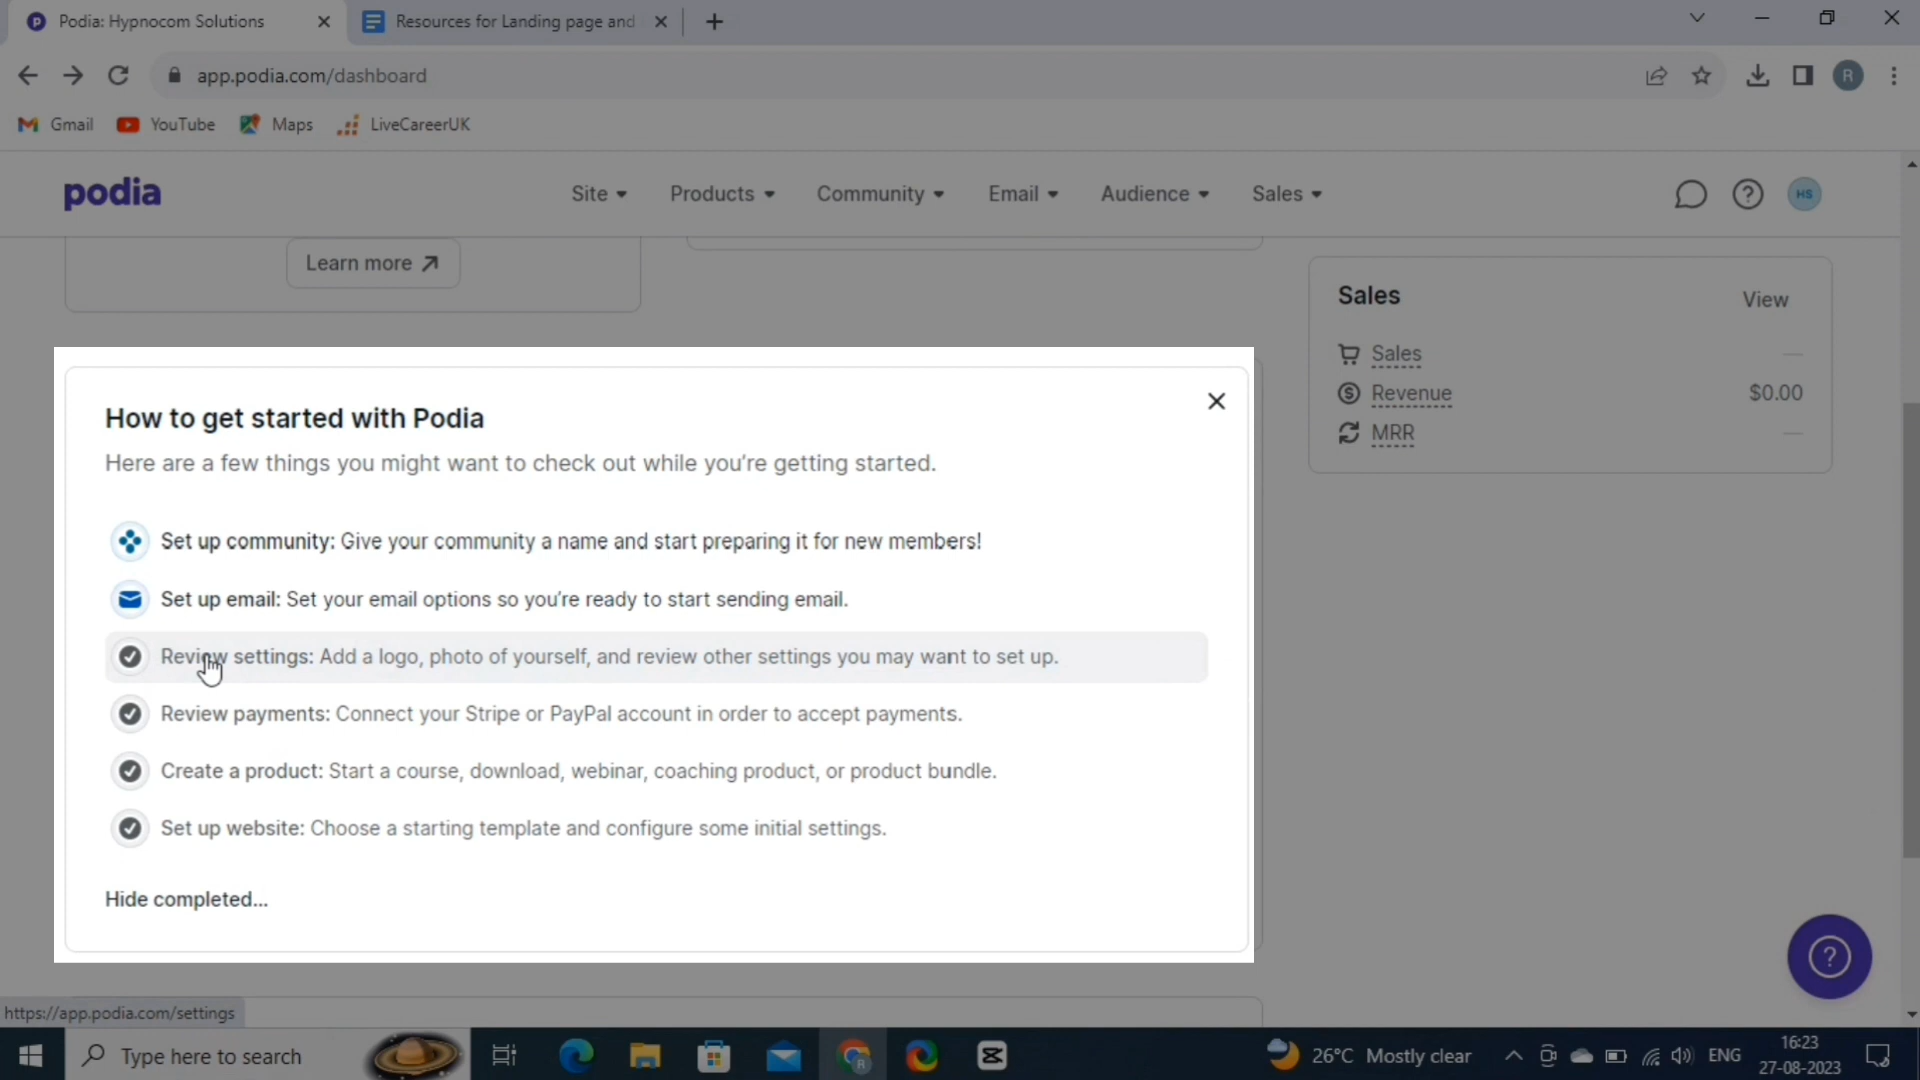 Podia: Hypnocom Solutions
Resources for Landing page and
app.podia.com/dashboard
R
Gmail
YouTube
Maps
LiveCareerUK
podia
Site
Products
Community
Email
Audience
Sales
HS
Learn more
Sales
View
Sales
Revenue
$0.00
MRR
How to get started with Podia
Here are a few things you might want to check out while you're getting started.
Set up community: Give your community a name and start preparing it for new members!
Set up email: Set your email options so you're ready to start sending email.
Review settings: Add a logo, photo of yourself, and review other settings you may want to set up.
Review payments: Connect your Stripe or PayPal account in order to accept payments.
Create a product: Start a course, download, webinar, coaching product, or product bundle.
Set up website: Choose a starting template and configure some initial settings.
Hide completed...
https://app.podia.com/settings
Type here to search
26°C Mostly clear
ENG
16:23
27-08-2023